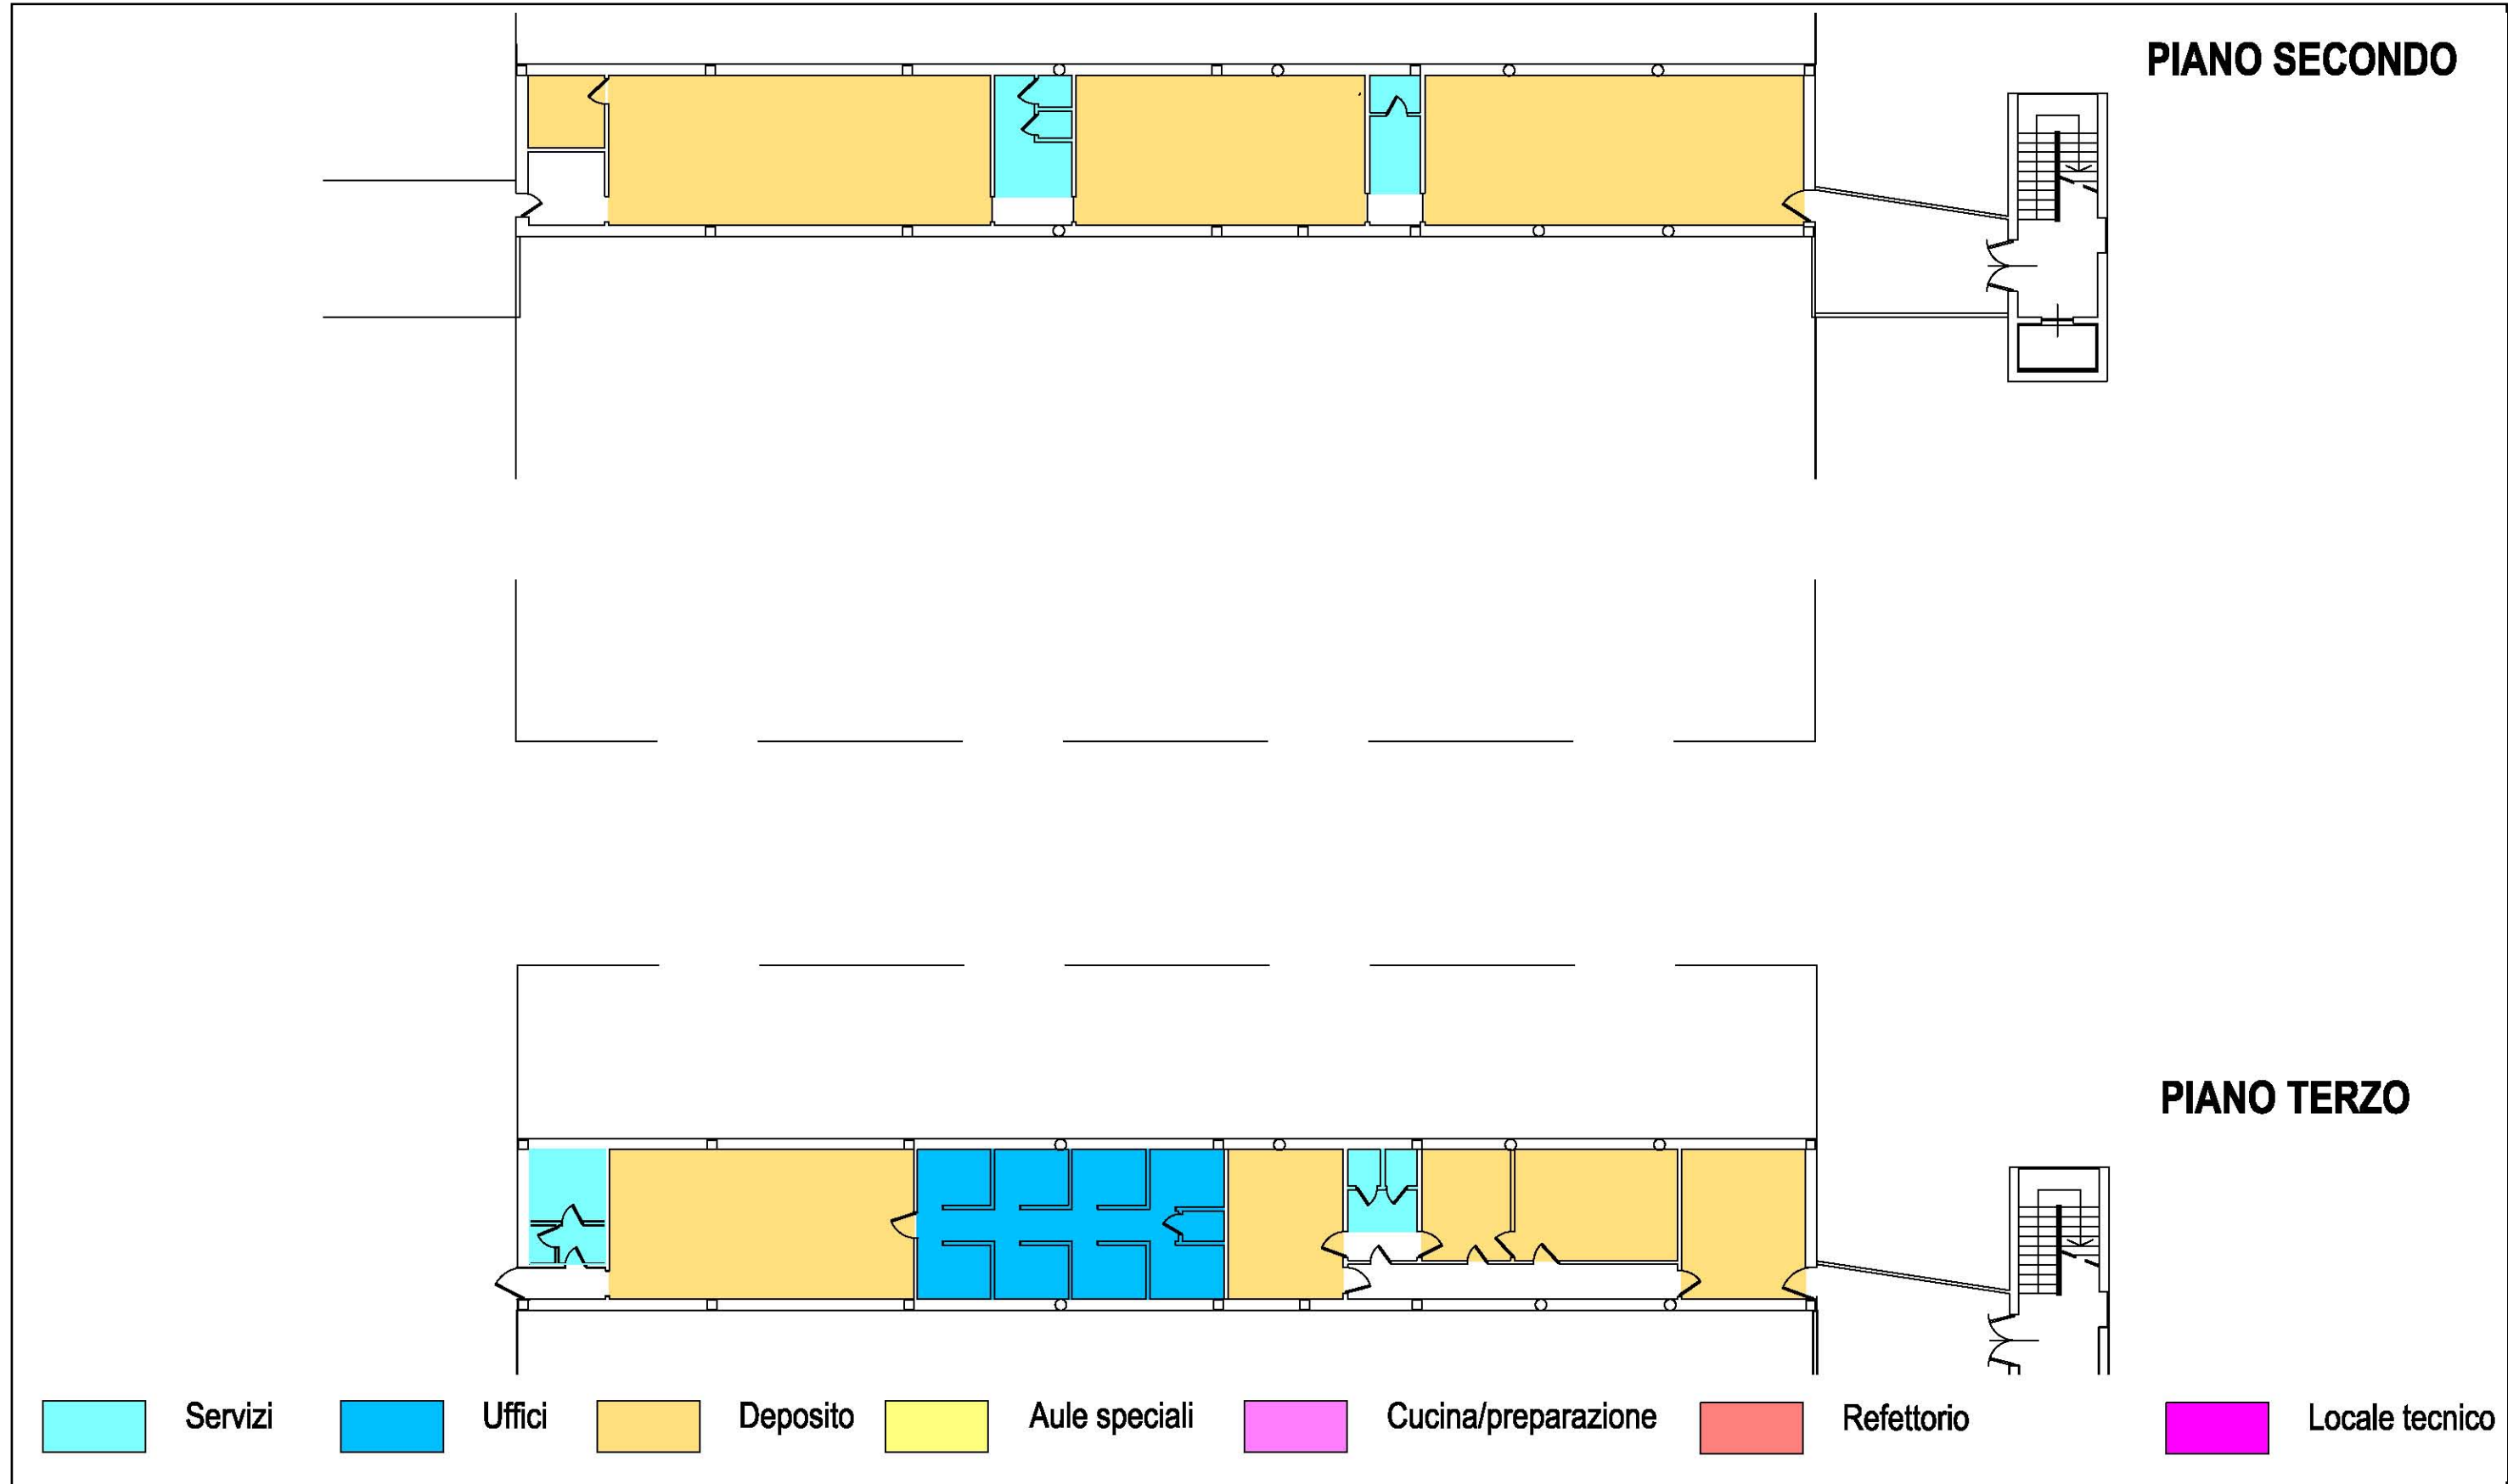 PIANO SECONDO
PIANO TERZO
Servizi
Uffici
Deposito
Aule speciali
Cucina/preparazione
Refettorio
Locale tecnico